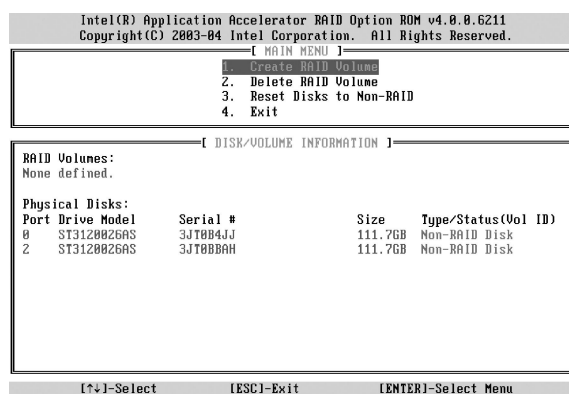 Intel(R) Application Accelerator RAID Option ROM v4.0.0.6211
Copyright(C) 2003-04 Intel Corporation. All Rights Reserved.
[ MAIN MENU ]
1. Create RAID Volume
2. Delete RAID Volume
3. Reset Disks to Non-RAID
4. Exit
[ DISK/VOLUME INFORMATION ]
RAID Volumes:
None defined.
Physical Disks:
Port Drive Model Serial # Size Type/Status(Vol ID)
0 ST3120026AS 3JT0B4JJ 111.7GB Non-RAID Disk
2 ST3120026AS 3JT0BBAH 111.7GB Non-RAID Disk
[↑↓]-Select [ESC]-Exit [ENTER]-Select Menu